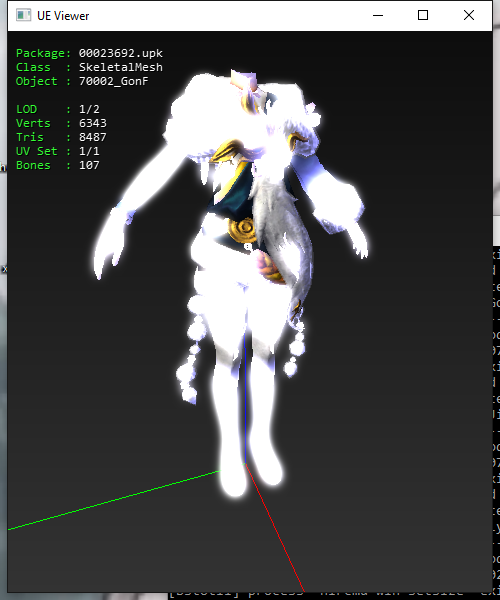 UE Viewer
Package: 00023692.upk
Class : SkeletalMesh
Object : 70002_GonF
LOD : 1/2
Verts : 6343
Tris : 8487
UV Set : 1/1
Bones : 107